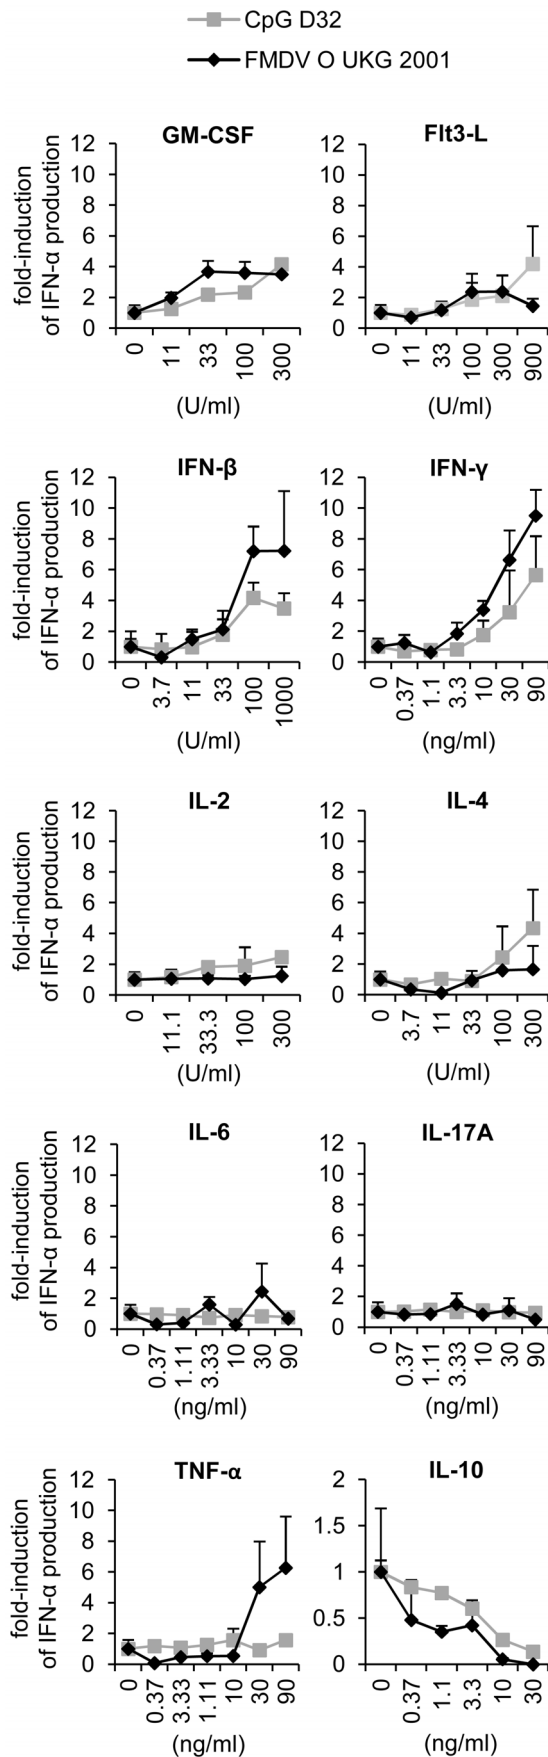 CpG D32
FMDV O UKG 2001
GM-CSF
fold-induction
of IFN-α production
12
10
8
6
4
2
0
0 11 33 100 300
(U/ml)
Flt3-L
12
10
8
6
4
2
0
0 11 33 100 300 900
(U/ml)
IFN-β
fold-induction
of IFN-α production
12
10
8
6
4
2
0
0 3.7 11 33 100 1000
(U/ml)
IFN-γ
12
10
8
6
4
2
0
0 0.37 1.1 3.3 10 30 90
(ng/ml)
IL-2
fold-induction
of IFN-α production
12
10
8
6
4
2
0
0 11.1 33.3 100 300
(U/ml)
IL-4
12
10
8
6
4
2
0
0 3.7 11 33 100 300
(U/ml)
IL-6
fold-induction
of IFN-α production
12
10
8
6
4
2
0
0 0.37 1.11 3.33 10 30 90
(ng/ml)
IL-17A
12
10
8
6
4
2
0
0 0.37 1.11 3.33 10 30 90
(ng/ml)
TNF-α
fold-induction
of IFN-α production
12
10
8
6
4
2
0
0 0.37 3.33 1.11 10 30 90
(ng/ml)
IL-10
2
1.5
1
0.5
0
0 0.37 1.1 3.3 10 30
(ng/ml)